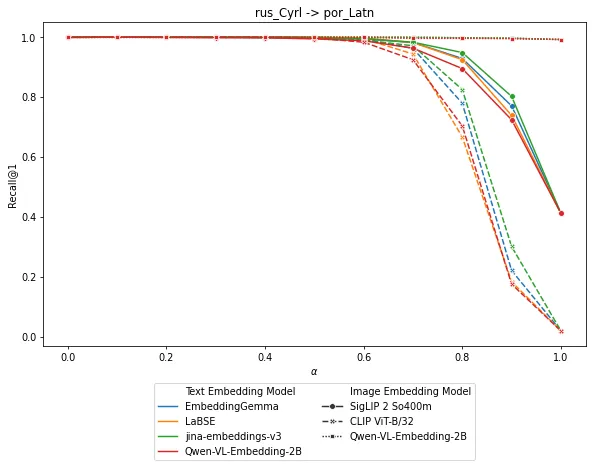 rus_Cyrl -> por_Latn
Recall@1
1.0
0.8
0.6
0.4
0.2
0.0
0.0 0.2 0.4 0.6 0.8 1.0
α
Text Embedding Model
EmbeddingGemma
LaBSE
jina-embeddings-v3
Qwen-VL-Embedding-2B
Image Embedding Model
SigLIP 2 So400m
CLIP ViT-B/32
Qwen-VL-Embedding-2B